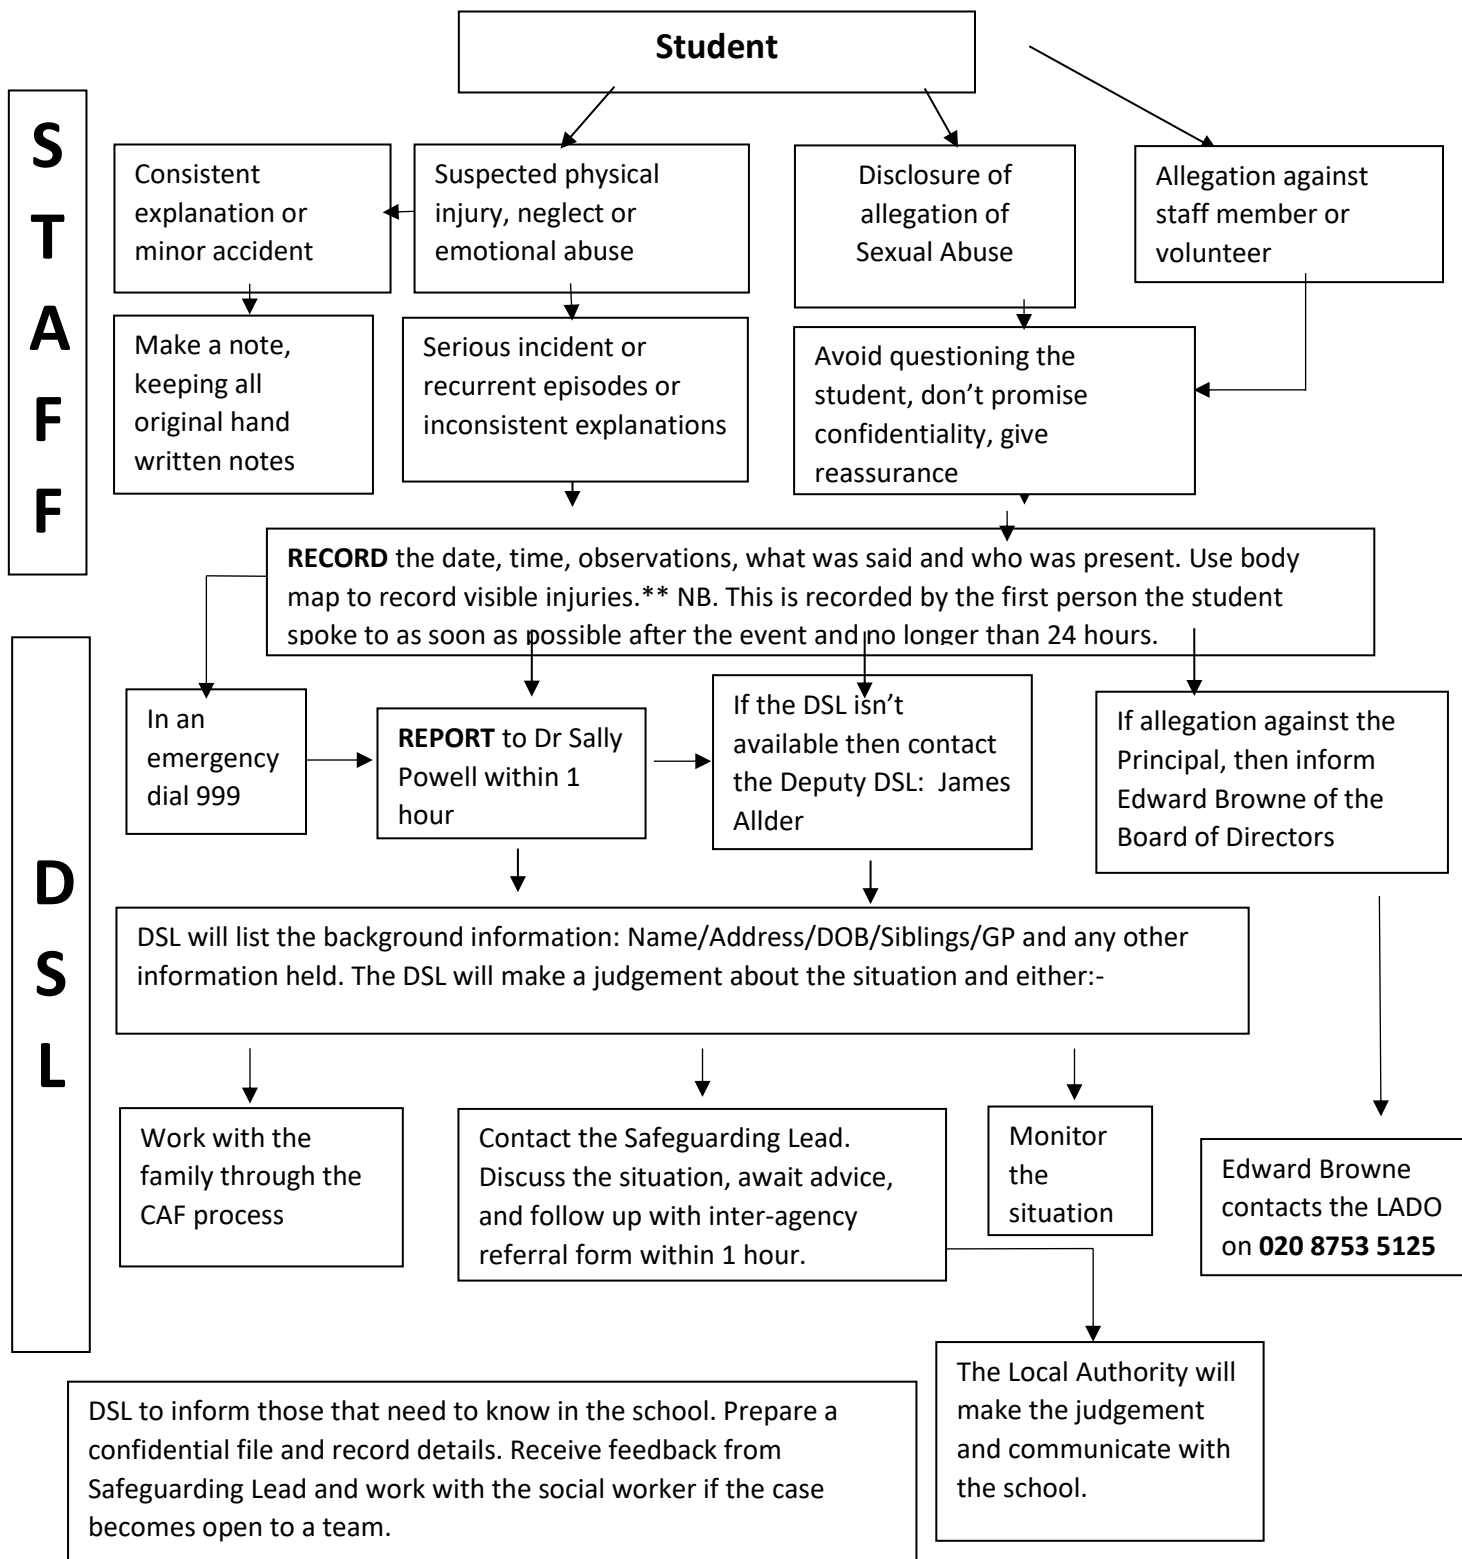 Student
S
T
A
F
F
Consistent
explanation or
minor accident
Suspected physical
injury, neglect or
emotional abuse
Disclosure of
allegation of
Sexual Abuse
Allegation against
staff member or
volunteer
Make a note,
keeping all
original hand
written notes
Serious incident or
recurrent episodes or
inconsistent explanations
Avoid questioning the
student, don’t promise
confidentiality, give
reassurance
RECORD the date, time, observations, what was said and who was present. Use body
map to record visible injuries.** NB. This is recorded by the first person the student
spoke to as soon as possible after the event and no longer than 24 hours.
D
S
L
In an
emergency
dial 999
REPORT to Dr Sally
Powell within 1
hour
If the DSL isn’t
available then contact
the Deputy DSL: James
Allder
If allegation against the
Principal, then inform
Edward Browne of the
Board of Directors
DSL will list the background information: Name/Address/DOB/Siblings/GP and any other
information held. The DSL will make a judgement about the situation and either:-
Work with the
family through the
CAF process
Contact the Safeguarding Lead.
Discuss the situation, await advice,
and follow up with inter-agency
referral form within 1 hour.
Monitor
the
situation
Edward Browne
contacts the LADO
on 020 8753 5125
The Local Authority will
make the judgement
and communicate with
the school.
DSL to inform those that need to know in the school. Prepare a
confidential file and record details. Receive feedback from
Safeguarding Lead and work with the social worker if the case
becomes open to a team.